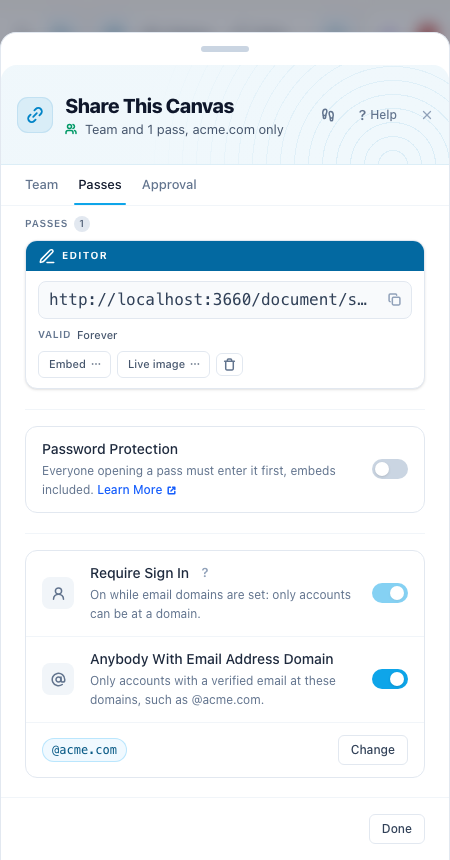 Share This Canvas
Team and 1 pass, acme.com only
? Help
Team Passes Approval
PASSES 1
EDITOR
http://localhost:3660/document/s…
VALID Forever
Embed ···
Live image ···
Password Protection
Everyone opening a pass must enter it first, embeds
included. Learn More
Require Sign In ?
On while email domains are set: only accounts
can be at a domain.
Anybody With Email Address Domain
Only accounts with a verified email at these
domains, such as @acme.com.
@acme.com
Change
Done